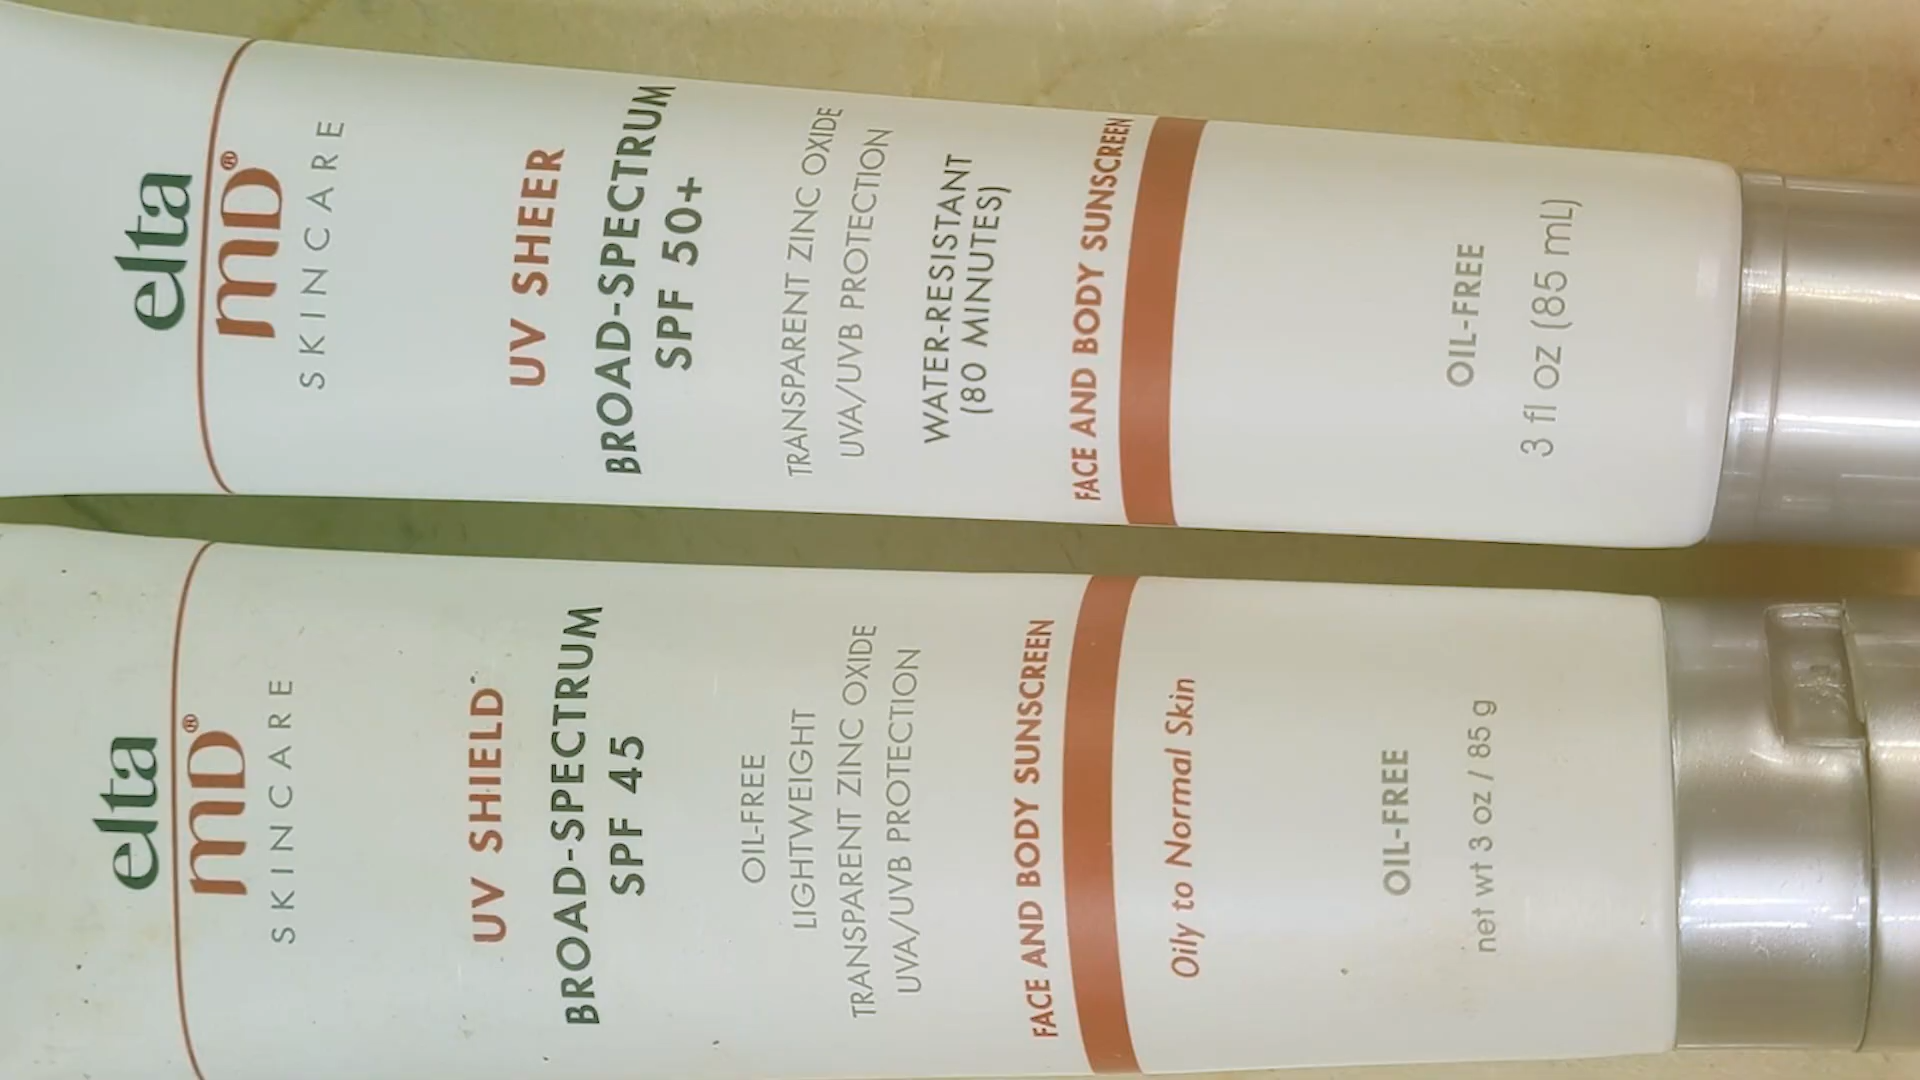 elta
MD®
SKINCARE
UV SHEER
BROAD-SPECTRUM
SPF 50+
TRANSPARENT ZINC OXIDE
UVA/UVB PROTECTION
WATER-RESISTANT
(80 MINUTES)
FACE AND BODY SUNSCREEN
OIL-FREE
3 fl oz (85 mL)
elta
MD®
SKINCARE
UV SHIELD
BROAD-SPECTRUM
SPF 45
OIL-FREE
LIGHTWEIGHT
TRANSPARENT ZINC OXIDE
UVA/UVB PROTECTION
FACE AND BODY SUNSCREEN
Oily to Normal Skin
OIL-FREE
net wt 3 oz / 85 g